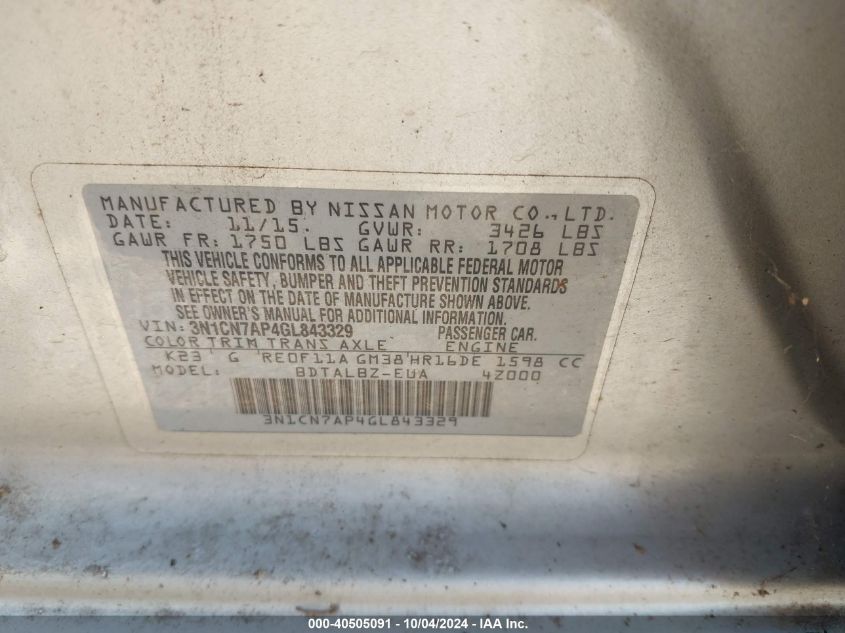 MANUFACTURED BY NISSAN MOTOR CO.,LTD.
DATE: 11/15. GVWR: 3426 LBS
GAWR FR: 1750 LBS GAWR RR: 1708 LBS
THIS VEHICLE CONFORMS TO ALL APPLICABLE FEDERAL MOTOR
VEHICLE SAFETY, BUMPER AND THEFT PREVENTION STANDARDS
IN EFFECT ON THE DATE OF MANUFACTURE SHOWN ABOVE.
SEE OWNER'S MANUAL FOR ADDITIONAL INFORMATION.
VIN: 3N1CN7AP4GL843329 PASSENGER CAR.
COLOR TRIM TRANS AXLE ENGINE
K23 G RE0F11A GM38 HR16DE 1598 CC
MODEL: BDTALBZ-EUA 42000
3N1CN7AP4GL843329
000-40505091 - 10/04/2024 - IAA Inc.